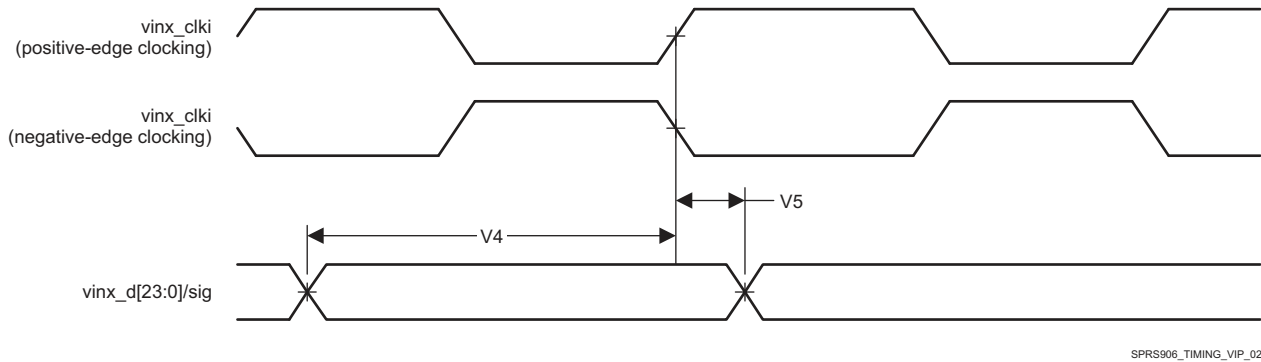 vinx_clki
(positive-edge clocking)
vinx_clki
(negative-edge clocking)
V5
V4
vinx_d[23:0]/sig
SPRS906_TIMING_VIP_02